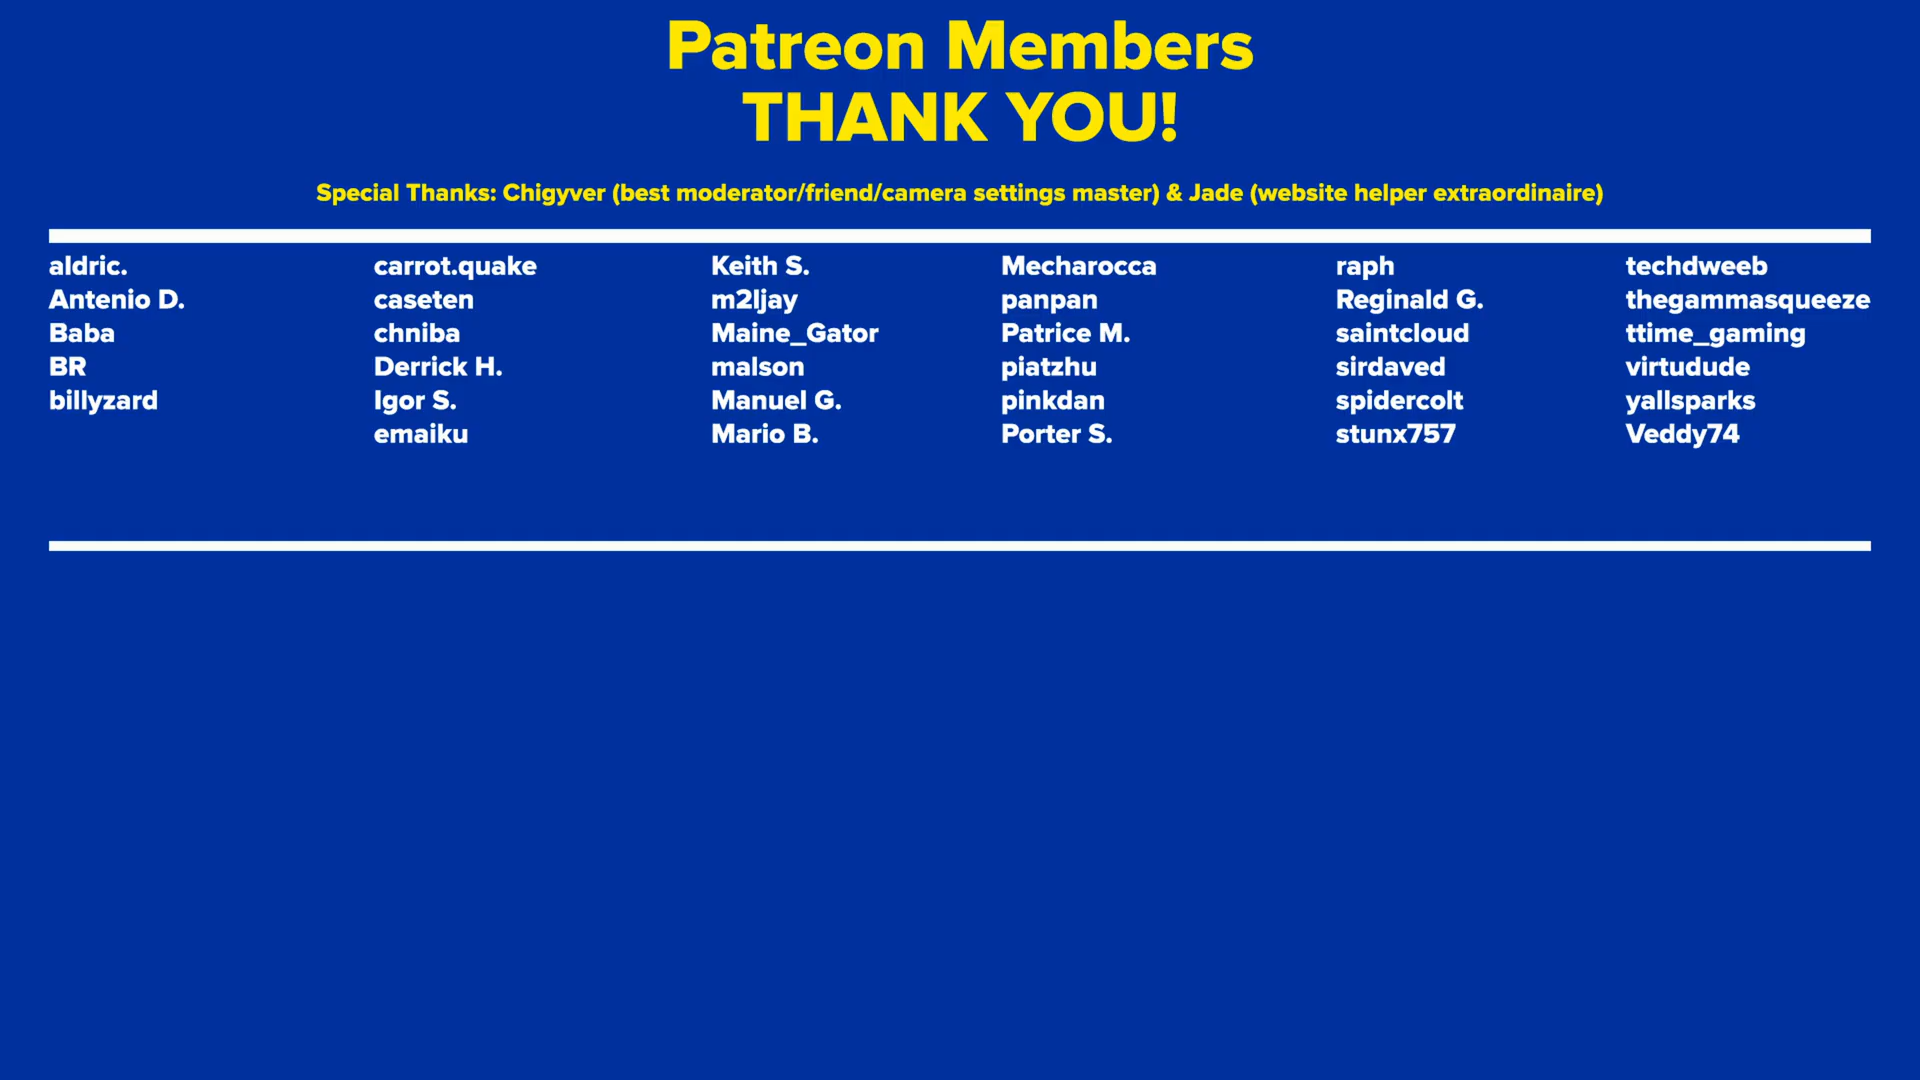 Patreon Members
THANK YOU!
Special Thanks: Chigyver (best moderator/friend/camera settings master) & Jade (website helper extraordinaire)
aldric.
Antenio D.
Baba
BR
billyzard
carrot.quake
caseten
chniba
Derrick H.
Igor S.
emaiku
Keith S.
m2ljay
Maine_Gator
malson
Manuel G.
Mario B.
Mecharocca
panpan
Patrice M.
piatzhu
pinkdan
Porter S.
raph
Reginald G.
saintcloud
sirdaved
spidercolt
stunx757
techdweeb
thegammasqueeze
ttime_gaming
virtudude
yallsparks
Veddy74